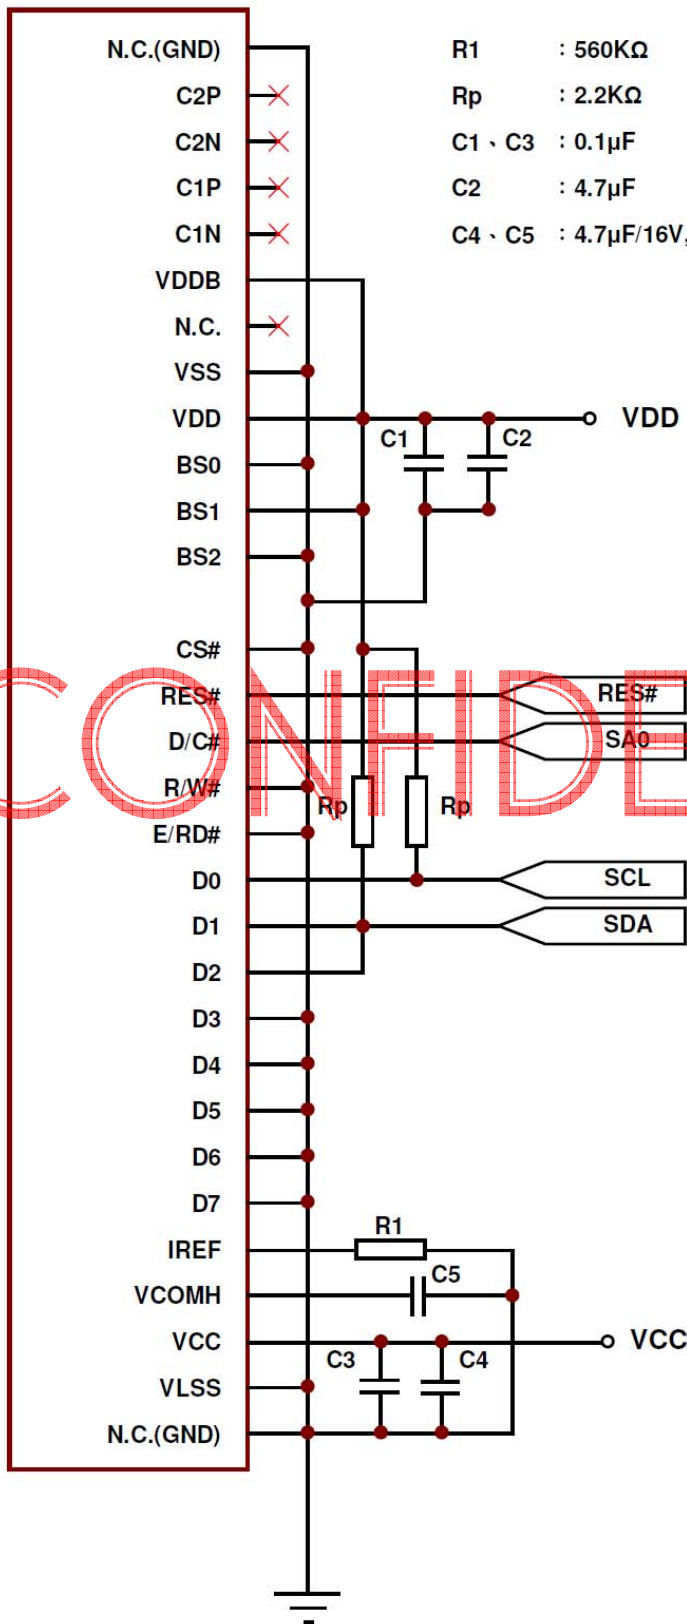 N.C.(GND)
C2P
C2N
C1P
C1N
VDDB
N.C.
VSS
VDD
BS0
BS1
BS2
CS#
RES#
D/C#
R/W#
E/RD#
D0
D1
D2
D3
D4
D5
D6
D7
IREF
VCOMH
VCC
VLSS
N.C.(GND)
R1 : 560KΩ
Rp : 2.2KΩ
C1、C3 : 0.1µF
C2 : 4.7µF
C4、C5 : 4.7µF/16V,
C1
C2
VDD
RES#
SA0
Rp
Rp
SCL
SDA
R1
C5
C3
C4
VCC
CONFIDE